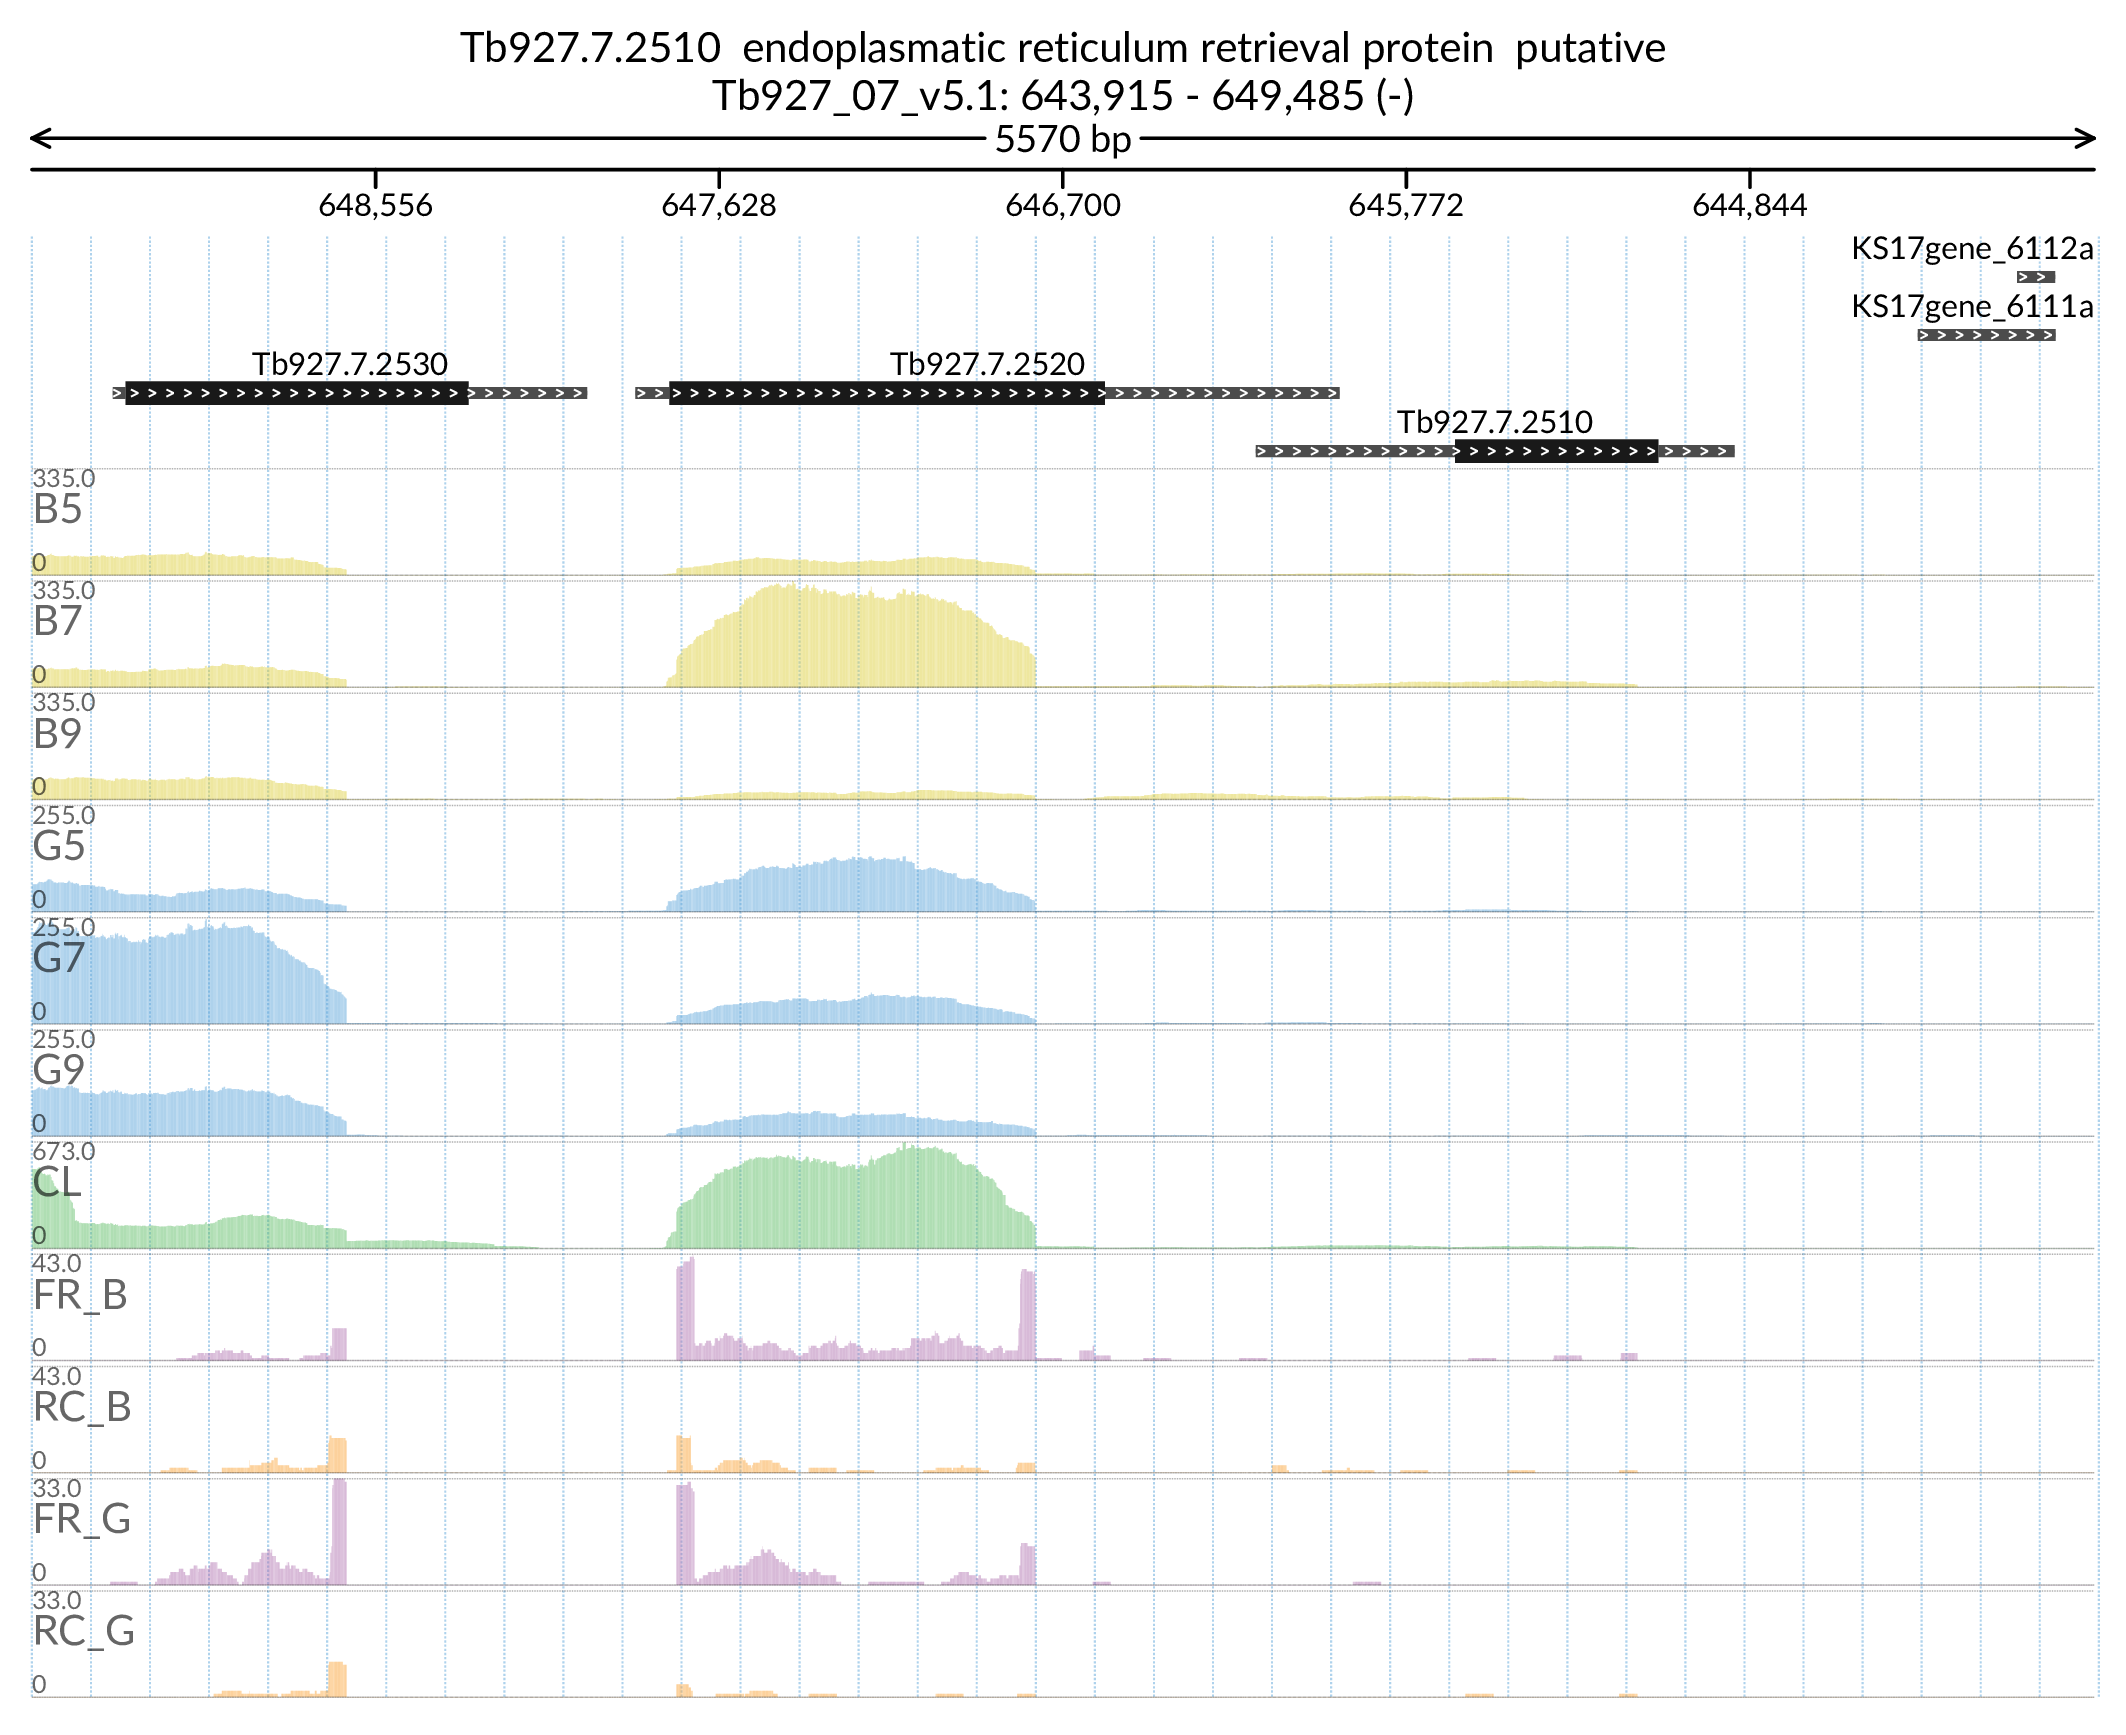 Tb927.7.2510  endoplasmatic reticulum retrieval protein  putative
Tb927_07_v5.1: 643,915 - 649,485 (-)
5570 bp
648,556 647,628 646,700 645,772 644,844
KS17gene_6112a
KS17gene_6111a
Tb927.7.2530 Tb927.7.2520
Tb927.7.2510
335.0
B5
0
335.0
B7
0
335.0
B9
0
255.0
G5
0
255.0
G7
0
255.0
G9
0
673.0
CL
0
43.0
FR_B
0
43.0
RC_B
0
33.0
FR_G
0
33.0
RC_G
0